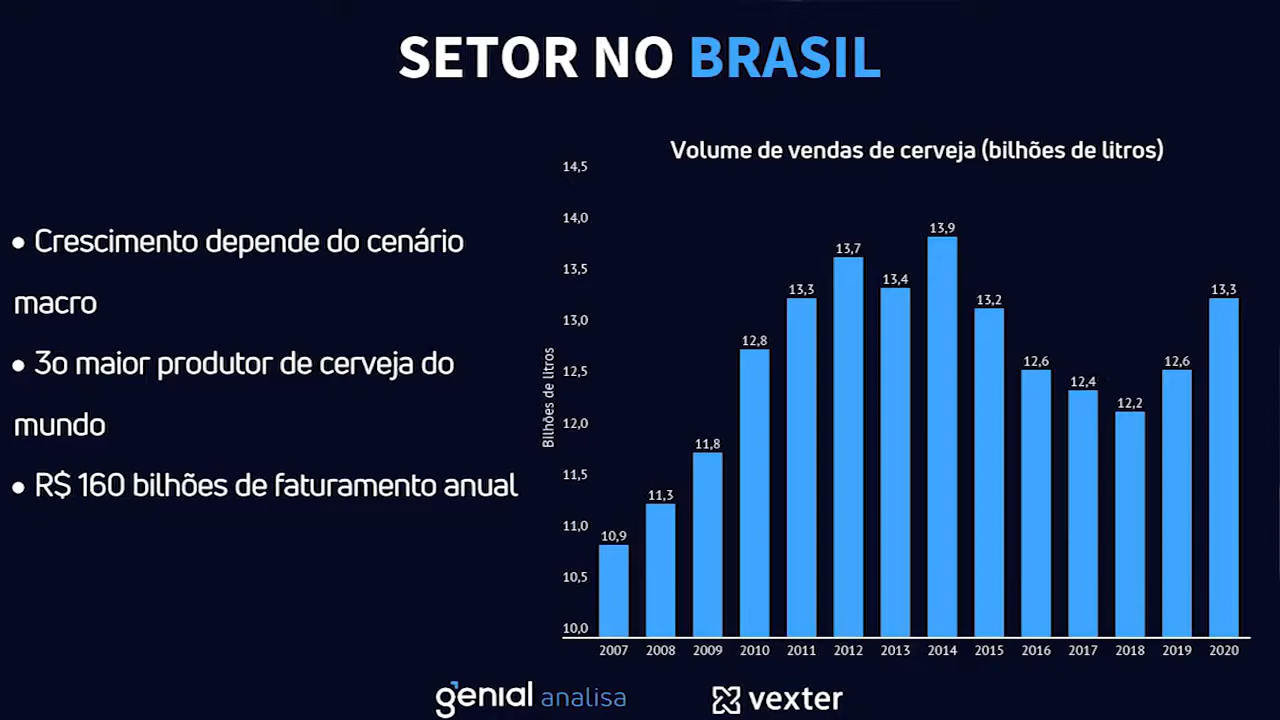 SETOR NO BRASIL
• Crescimento depende do cenário
macro
• 3o maior produtor de cerveja do
mundo
• R$ 160 bilhões de faturamento anual
Volume de vendas de cerveja (bilhões de litros)
Bilhões de litros
14,5
14,0
13,5
13,0
12,5
12,0
11,5
11,0
10,5
10,0
10,9
11,3
11,8
12,8
13,3
13,7
13,4
13,9
13,2
12,6
12,4
12,2
12,6
13,3
2007 2008 2009 2010 2011 2012 2013 2014 2015 2016 2017 2018 2019 2020
genial analisa
vexter